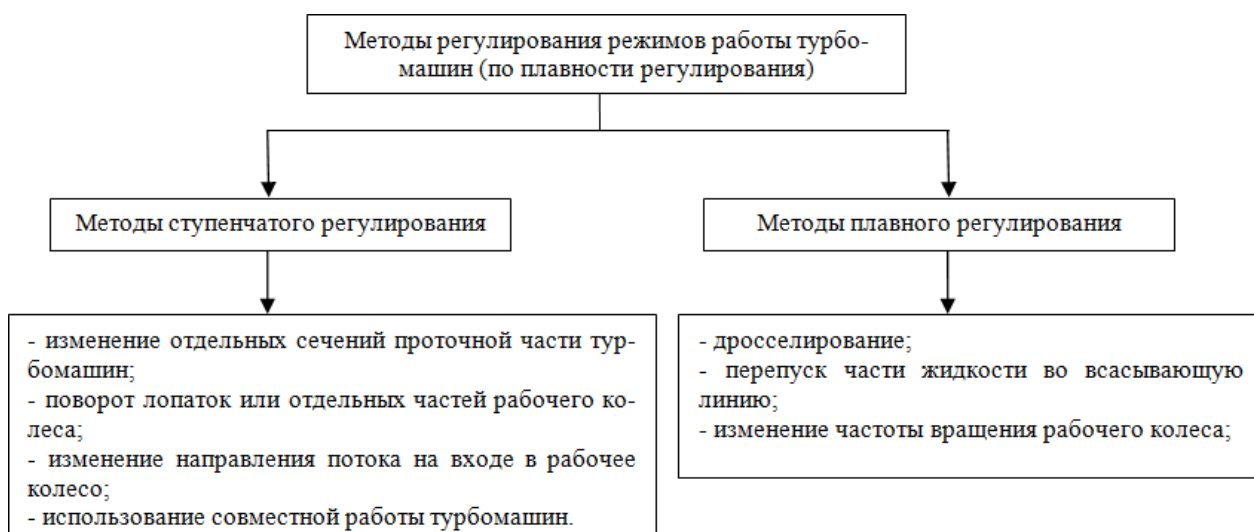 Методы регулирования режимов работы турбо-
машин (по плавности регулирования)
Методы ступенчатого регулирования
Методы плавного регулирования
- изменение отдельных сечений проточной части тур-
бомашин;
- поворот лопаток или отдельных частей рабочего ко-
леса;
- изменение направления потока на входе в рабочее
колесо;
- использование совместной работы турбомашин.
- дросселирование;
- перепуск части жидкости во всасывающую
линию;
- изменение частоты вращения рабочего колеса;